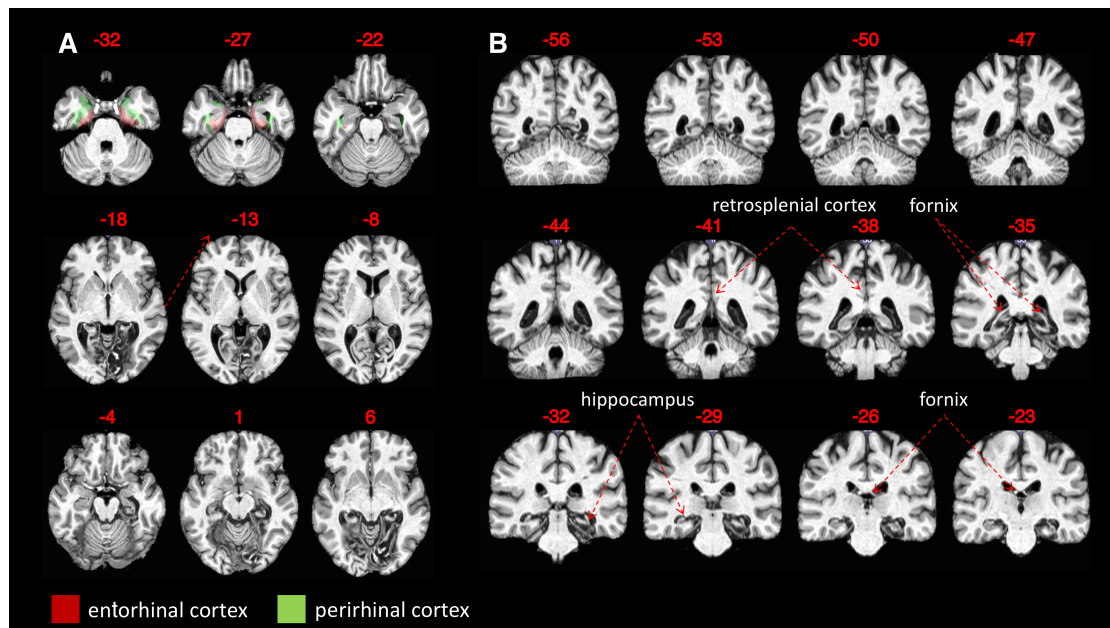 A
-32 -27 -22
-18 -13 -8
-4 1 6
entorhinal cortex perirhinal cortex
B
-56 -53 -50 -47
retrosplenial cortex fornix
-44 -41 -38 -35
hippocampus fornix
-32 -29 -26 -23